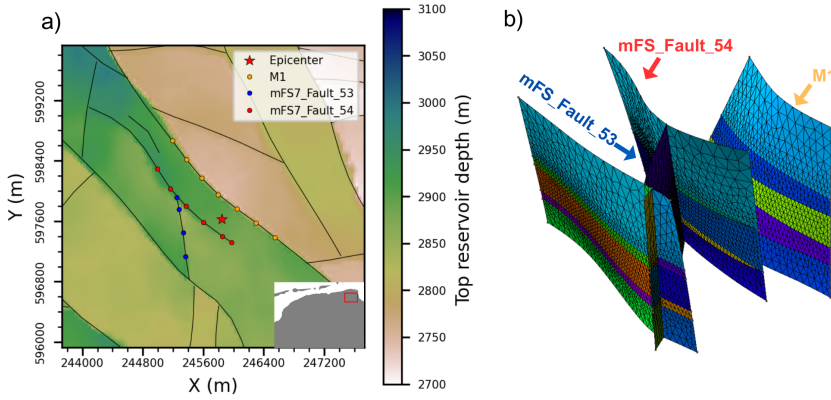 a)
Epicenter
M1
mFS7_Fault_53
mFS7_Fault_54
599200
598400
597600
596800
596000
Y (m)
244000
244800
245600
246400
247200
X (m)
3100
3050
3000
2950
2900
2850
2800
2750
2700
Top reservoir depth (m)
b)
mFS_Fault_54
mFS_Fault_53
M1